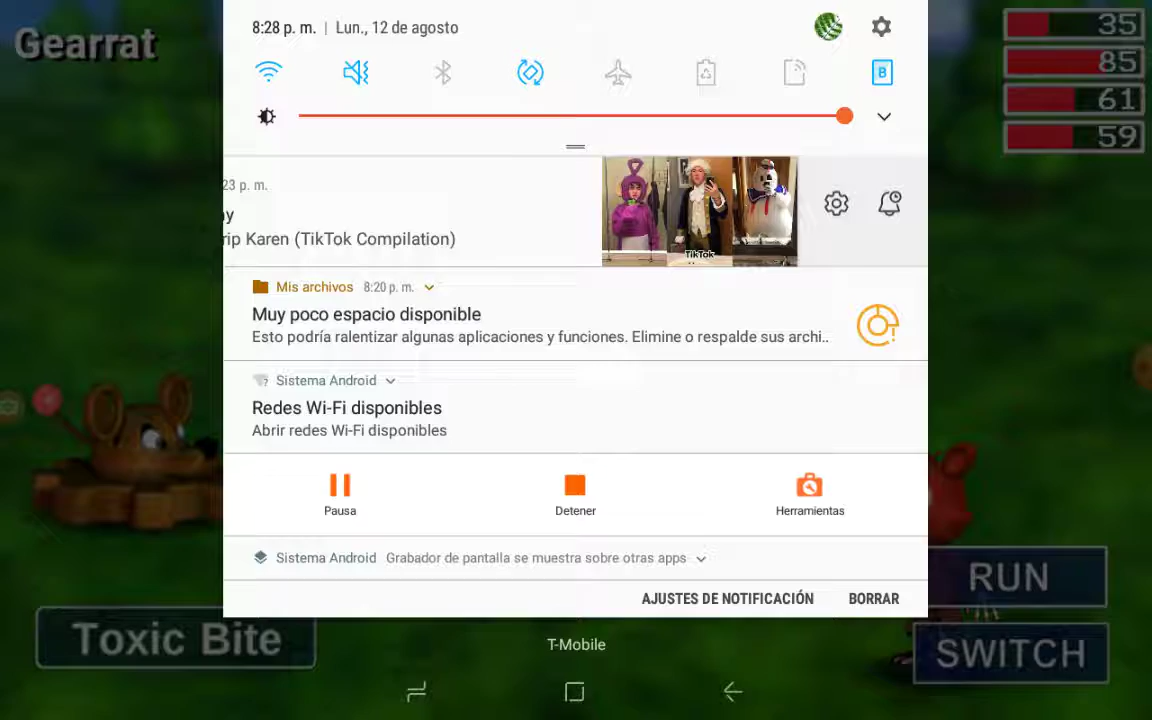 Gearrat
8:28 p. m. | Lun., 12 de agosto
35
85
61
59
B
23 p. m.
rip Karen (TikTok Compilation)
TikTok
Mis archivos 8:20 p. m.
Muy poco espacio disponible
Esto podría ralentizar algunas aplicaciones y funciones. Elimine o respalde sus archi..
Sistema Android
Redes Wi-Fi disponibles
Abrir redes Wi-Fi disponibles
Pausa
Detener
Herramientas
Sistema Android Grabador de pantalla se muestra sobre otras apps
AJUSTES DE NOTIFICACIÓN
BORRAR
RUN
Toxic Bite
SWITCH
T-Mobile